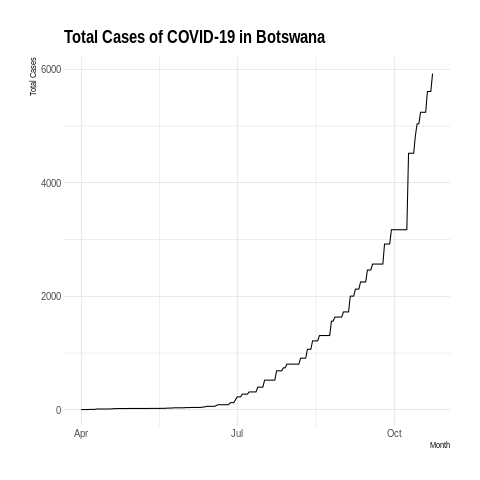 Total Cases of COVID-19 in Botswana
Total Cases
6000
4000
2000
0
Apr
Jul
Oct
Month